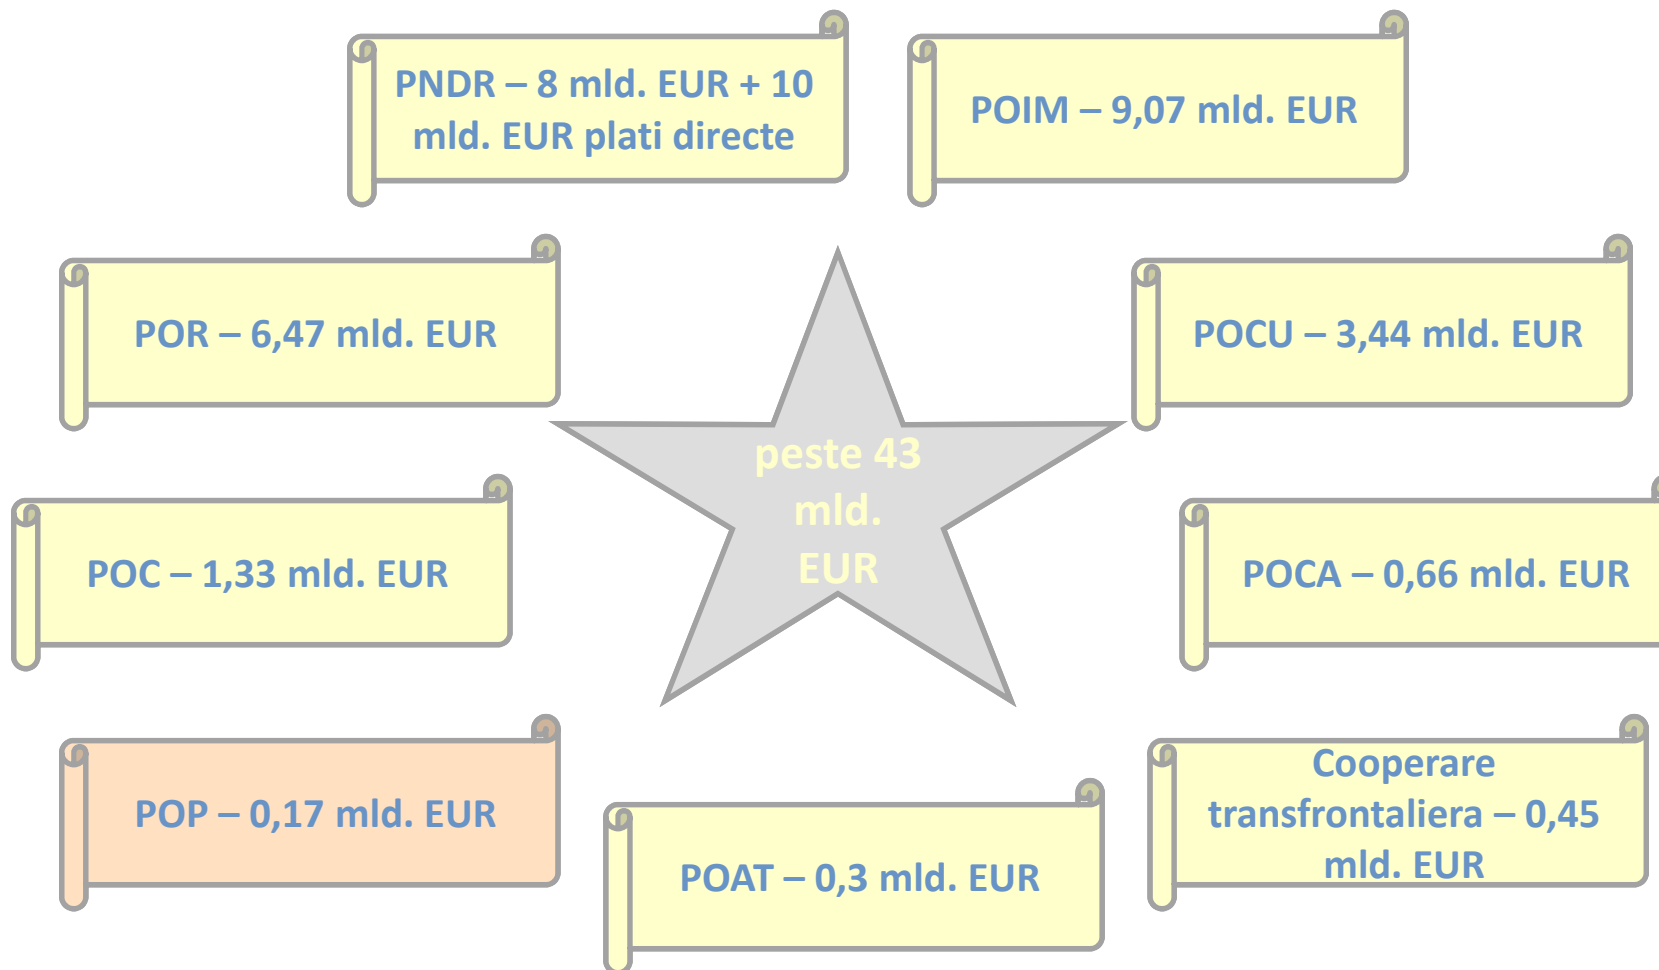 PNDR – 8 mld. EUR + 10
mld. EUR plati directe
POIM – 9,07 mld. EUR
POR – 6,47 mld. EUR
POCU – 3,44 mld. EUR
peste 43
mld.
EUR
POC – 1,33 mld. EUR
POCA – 0,66 mld. EUR
POP – 0,17 mld. EUR
POAT – 0,3 mld. EUR
Cooperare
transfrontaliera – 0,45
mld. EUR